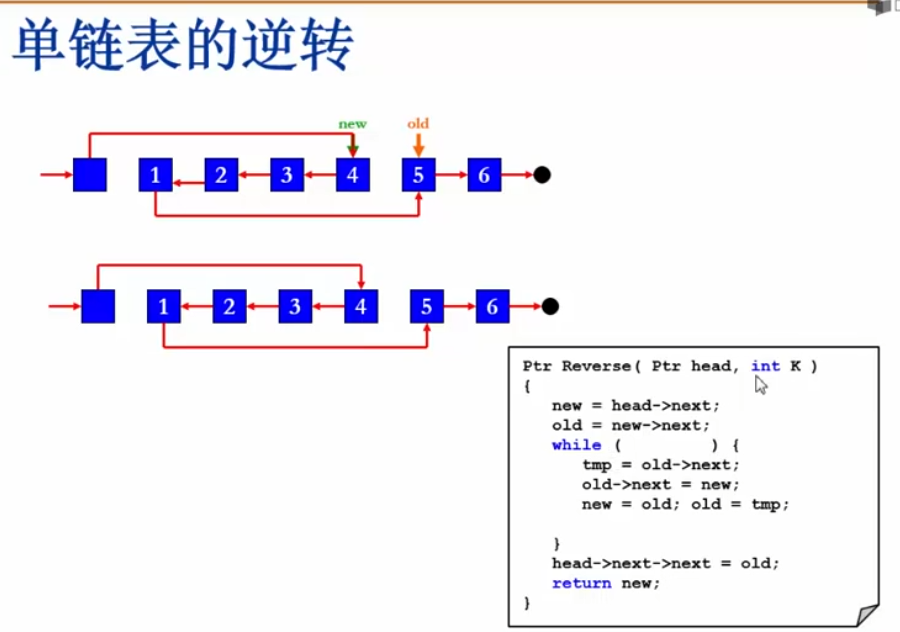 单链表的逆转
new old
1 2 3 4 5 6
1 2 3 4 5 6
Ptr Reverse( Ptr head, int K )
{
new = head->next;
old = new->next;
while ( ) {
tmp = old->next;
old->next = new;
new = old; old = tmp;
}
head->next->next = old;
return new;
}